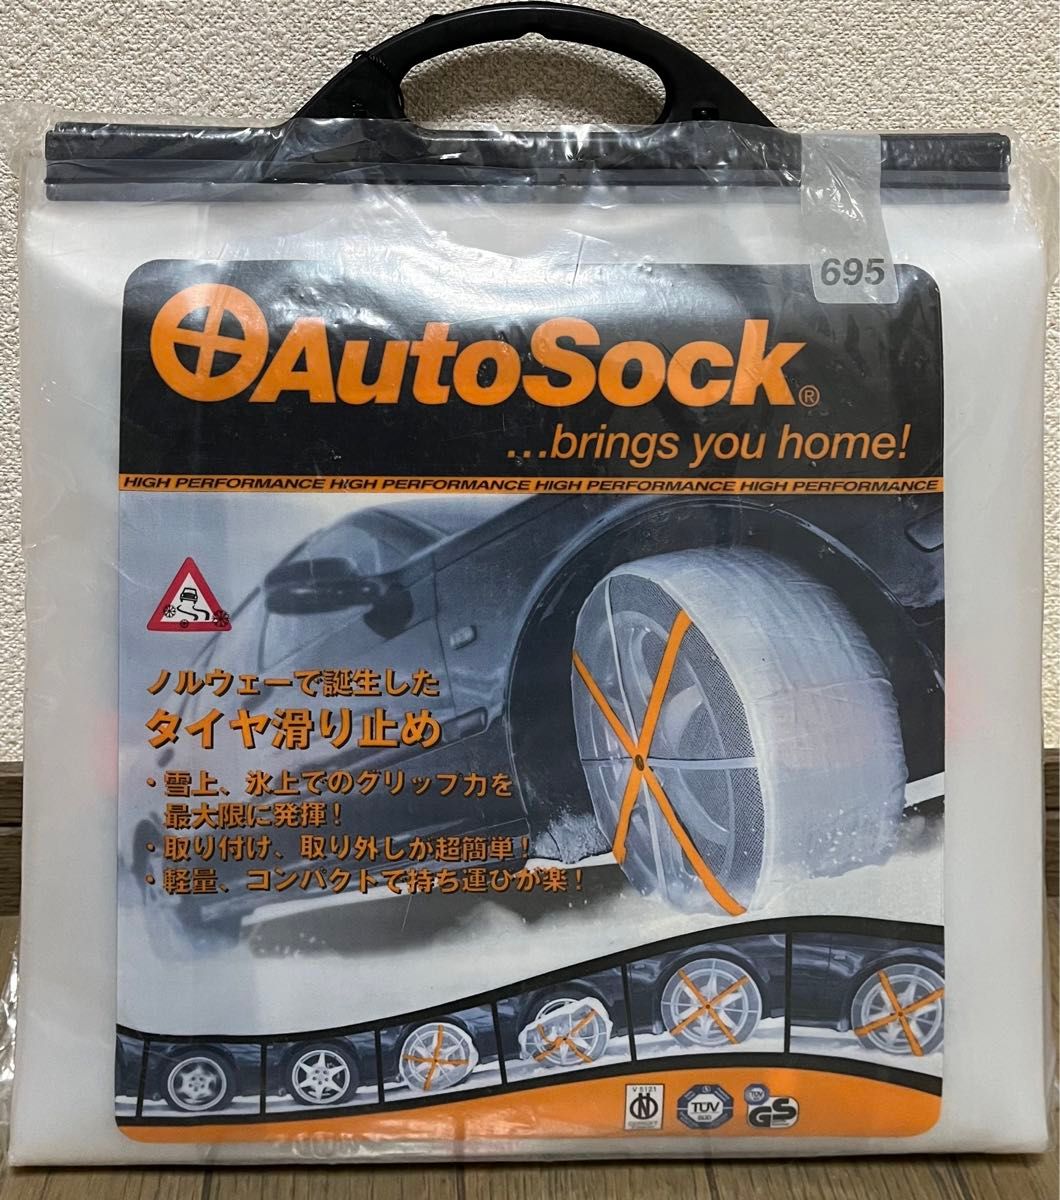 695
AutoSock®
...brings you home!
HIGH PERFORMANCE HIGH PERFORMANCE HIGH PERFORMANCE HIGH PERFORMANCE
ノルウェーで誕生した
タイヤ滑り止め
・雪上、氷上でのグリップ力を
最大限に発揮！
・取り付け、取り外しが超簡単！
・軽量、コンパクトで持ち運びが楽！
V 5121
TÜV
TÜV
GS